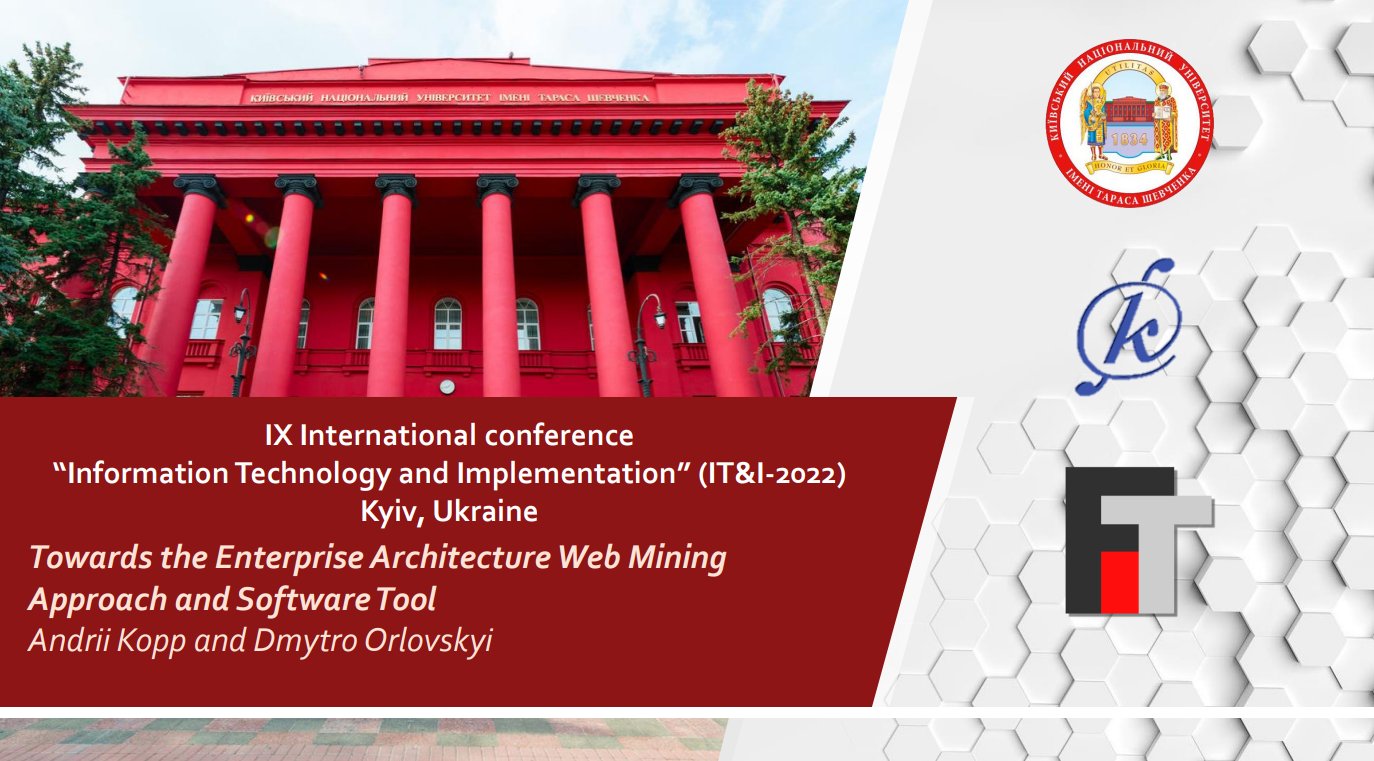 КИЇВСЬКИЙ НАЦІОНАЛЬНИЙ УНІВЕРСИТЕТ ІМЕНІ ТАРАСА ШЕВЧЕНКА
КИЇВСЬКИЙ НАЦІОНАЛЬНИЙ УНІВЕРСИТЕТ
ІМЕНІ ТАРАСА ШЕВЧЕНКА
UTILITAS
1834
HONOR ET GLORIA
k
FIT
IX International conference
“Information Technology and Implementation” (IT&I-2022)
Kyiv, Ukraine
Towards the Enterprise Architecture Web Mining
Approach and Software Tool
Andrii Kopp and Dmytro Orlovskyi